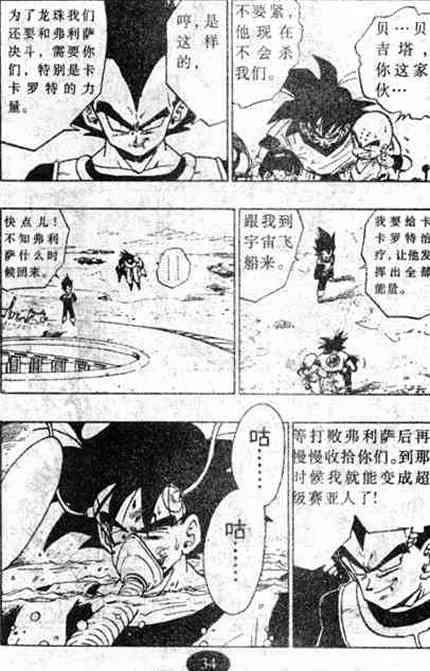 贝…贝
吉塔，
你这家
伙…
不要紧，
他现在
不会杀
我们。
哼，是
这样
的，
为了龙珠我们
还要和弗利萨
决斗，需要你
们，特别是卡
卡罗特的力
量。
我要给卡
卡罗特治
疗，让他发
挥出全部
能量。
跟我到
宇宙飞
船来。
……
快点儿！
不知弗利
萨什么时
候回来。
等打败弗利萨后再
慢慢收拾你们。到那
时候我就能变成超
级赛亚人了！
咕……
咕……
34